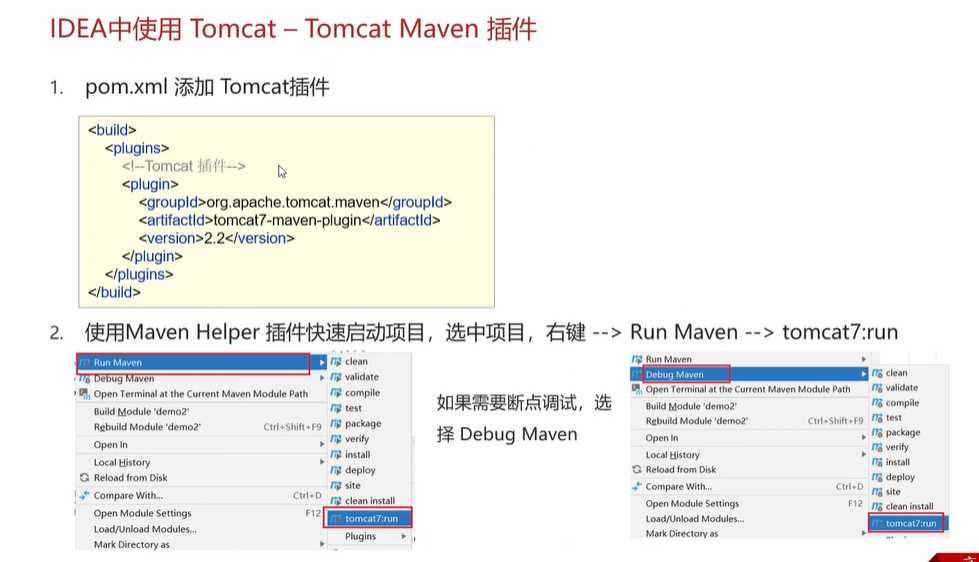 IDEA中使用 Tomcat – Tomcat Maven 插件
1. pom.xml 添加 Tomcat插件
<build>
<plugins>
<!--Tomcat 插件-->
<plugin>
<groupId>org.apache.tomcat.maven</groupId>
<artifactId>tomcat7-maven-plugin</artifactId>
<version>2.2</version>
</plugin>
</plugins>
</build>
2. 使用Maven Helper 插件快速启动项目，选中项目，右键 --> Run Maven --> tomcat7:run
Run Maven
Debug Maven
Open Terminal at the Current Maven Module Path
Build Module 'demo2'
Rebuild Module 'demo2' Ctrl+Shift+F9
Open In
Local History
Reload from Disk
Compare With... Ctrl+D
Open Module Settings F12
Load/Unload Modules...
Mark Directory as
clean
validate
compile
test
package
verify
install
deploy
site
clean install
tomcat7:run
Plugins
如果需要断点调试，选
择 Debug Maven
Run Maven
Debug Maven
Open Terminal at the Current Maven Module Path
Build Module 'demo2'
Rebuild Module 'demo2' Ctrl+Shift+F9
Open In
Local History
Reload from Disk
Compare With... Ctrl+D
Open Module Settings F12
Load/Unload Modules...
Mark Directory as
clean
validate
compile
test
package
verify
install
deploy
site
clean install
tomcat7:run